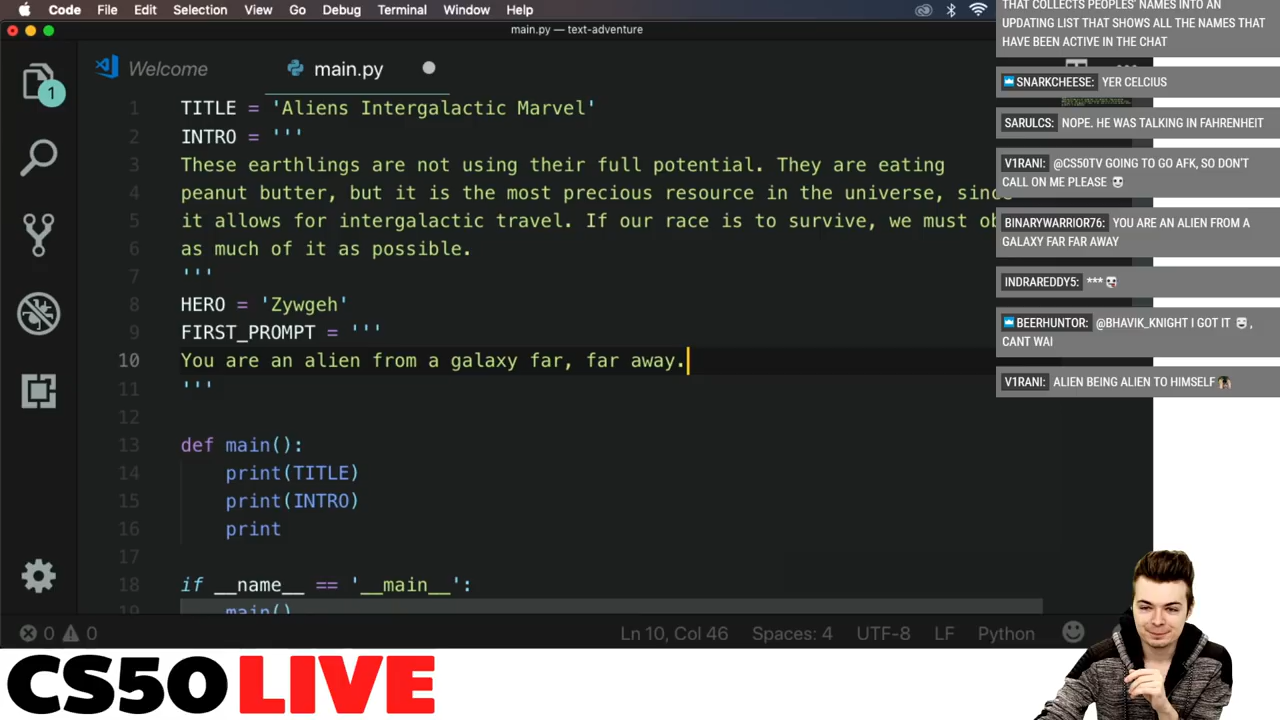 Code File Edit Selection View Go Debug Terminal Window Help
main.py — text-adventure
Welcome
main.py
1
1 TITLE = 'Aliens Intergalactic Marvel'
2 INTRO = '''
3 These earthlings are not using their full potential. They are eating
4 peanut butter, but it is the most precious resource in the universe, since
5 it allows for intergalactic travel. If our race is to survive, we must ob
6 as much of it as possible.
7 '''
8 HERO = 'Zywgeh'
9 FIRST_PROMPT = '''
10 You are an alien from a galaxy far, far away.
11 '''
12
13 def main():
14 print(TITLE)
15 print(INTRO)
16 print
17
18 if __name__ == '__main__':
19 main()
0 0
Ln 10, Col 46 Spaces: 4 UTF-8 LF Python
THAT COLLECTS PEOPLES' NAMES INTO AN
UPDATING LIST THAT SHOWS ALL THE NAMES THAT
HAVE BEEN ACTIVE IN THE CHAT
SNARKCHEESE: YER CELCIUS
SARULCS: NOPE. HE WAS TALKING IN FAHRENHEIT
V1RANI: @CS50TV GOING TO GO AFK, SO DON'T
CALL ON ME PLEASE
BINARYWARRIOR76: YOU ARE AN ALIEN FROM A
GALAXY FAR FAR AWAY
INDRAREDDY5: ***
BEERHUNTOR: @BHAVIK_KNIGHT I GOT IT ,
CANT WAI
V1RANI: ALIEN BEING ALIEN TO HIMSELF
CS50 LIVE